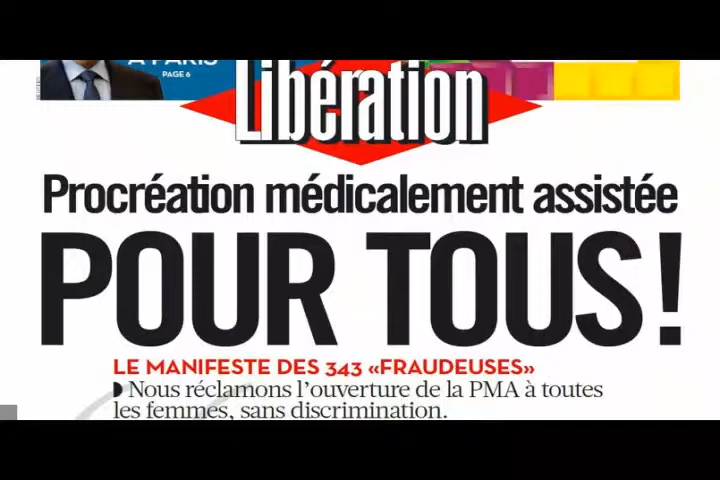 À PARIS
PAGE 6
Libération
Procréation médicalement assistée
POUR TOUS !
LE MANIFESTE DES 343 «FRAUDEUSES»
Nous réclamons l’ouverture de la PMA à toutes
les femmes, sans discrimination.